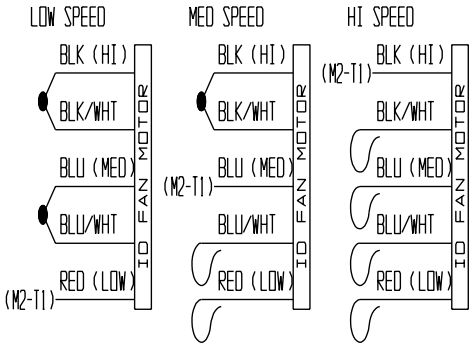 LOW SPEED
BLK (HI)
BLK/WHT
BLU (MED)
BLU/WHT
RED (LOW)
(M2-T1)
ID FAN MOTOR
MED SPEED
BLK (HI)
BLK/WHT
BLU (MED)
(M2-T1)
BLU/WHT
RED (LOW)
ID FAN MOTOR
HI SPEED
BLK (HI)
(M2-T1)
BLK/WHT
BLU (MED)
BLU/WHT
RED (LOW)
ID FAN MOTOR